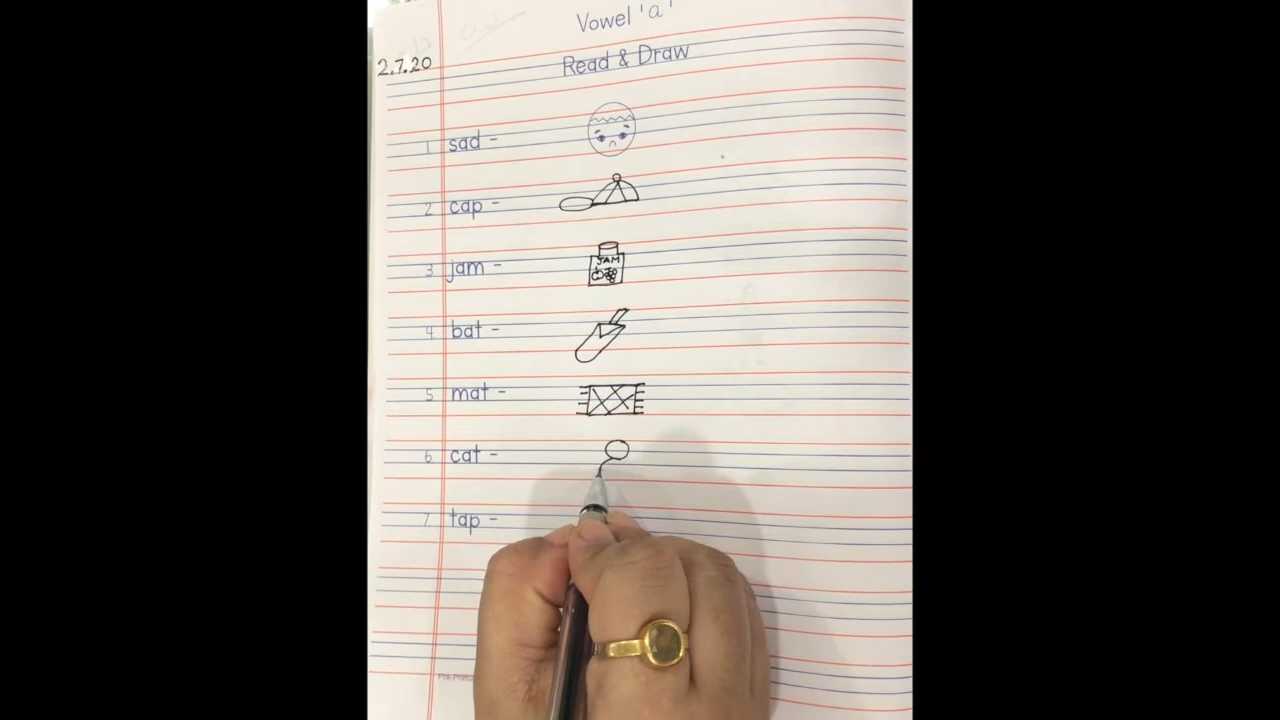 Vowel 'a'
2.7.20
Read & Draw
1 sad -
2 cap -
3 jam -
JAM
4 bat -
5 mat -
6 cat -
7. tap -